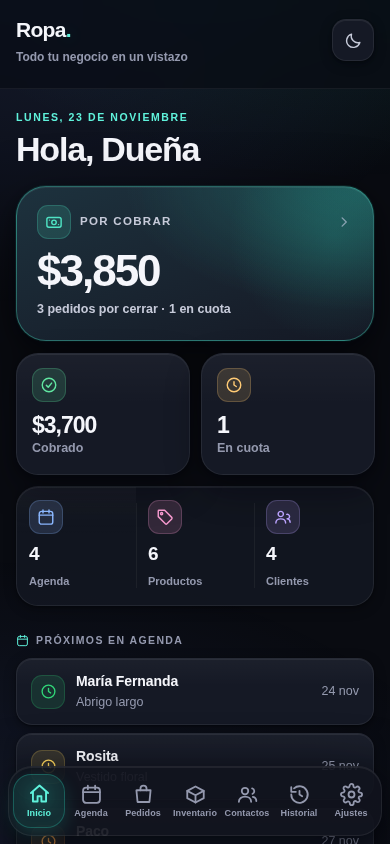 Ropa.
Todo tu negocio en un vistazo
LUNES, 23 DE NOVIEMBRE
Hola, Dueña
POR COBRAR
$3,850
3 pedidos por cerrar · 1 en cuota
$3,700
Cobrado
1
En cuota
4
Agenda
6
Productos
4
Clientes
PRÓXIMOS EN AGENDA
María Fernanda
Abrigo largo
24 nov
Rosita
Vestido floral
25 nov
Paco
27 nov
Inicio
Agenda
Pedidos
Inventario
Contactos
Historial
Ajustes